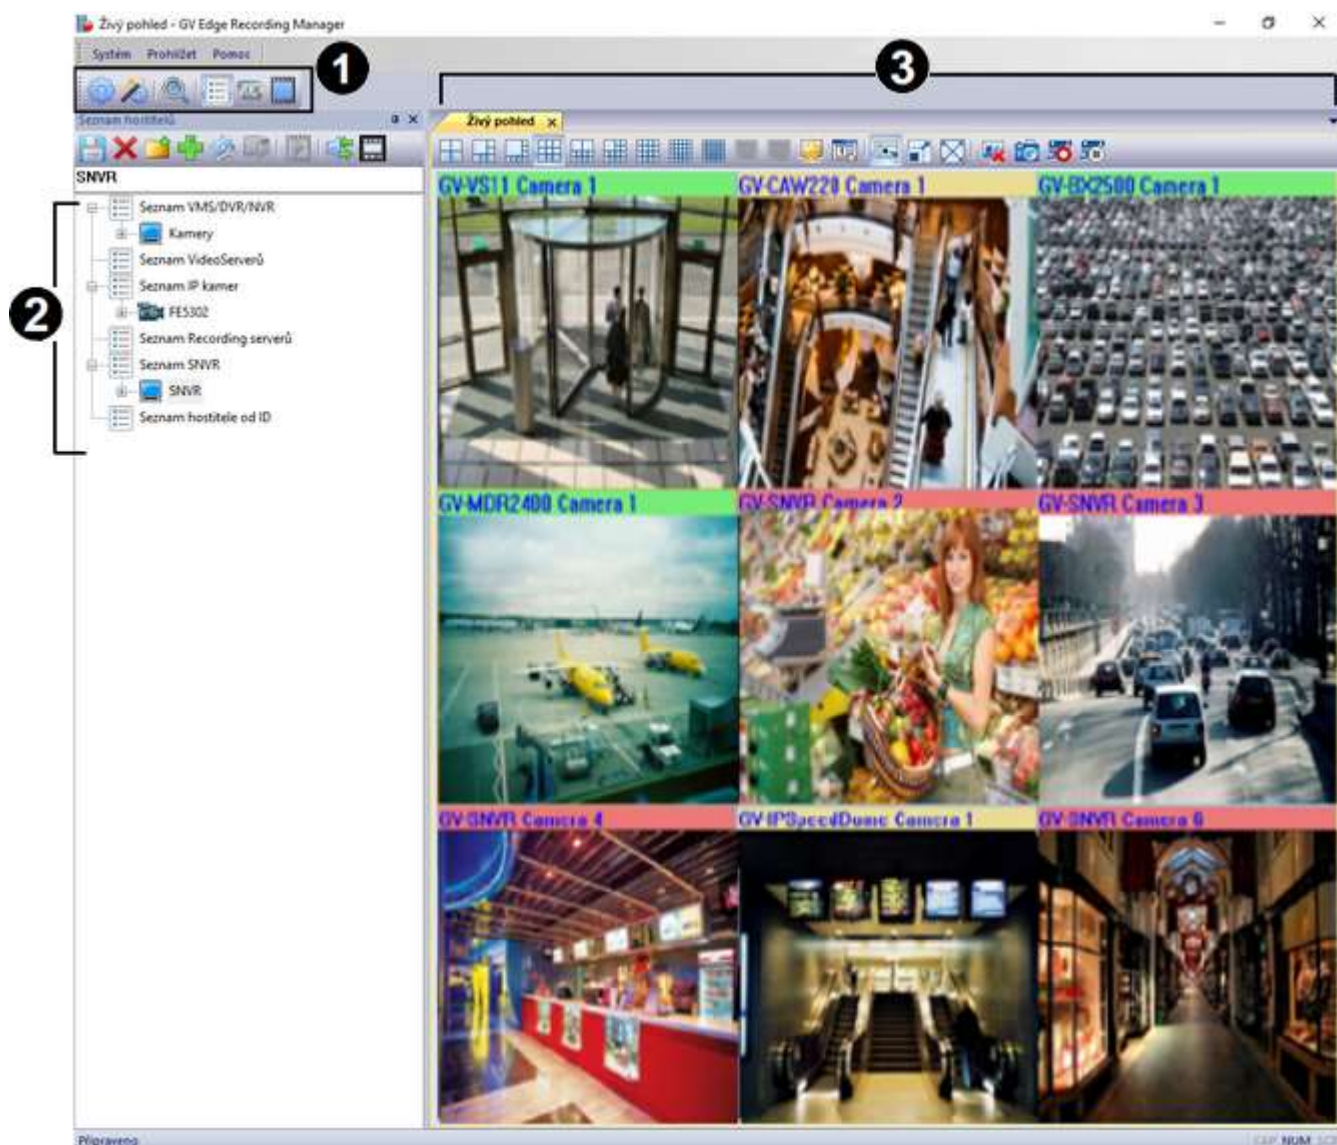 Živý pohled - GV Edge Recording Manager
Systém Prohlížet Pomoc
1
3
Seznam hostitelů
Živý pohled
SNVR
2
Seznam VMS/DVR/NVR
Kamery
Seznam VideoServerů
Seznam IP kamer
FE5302
Seznam Recording serverů
Seznam SNVR
SNVR
Seznam hostitele od ID
GV-VS11 Camera 1
GV-CAW220 Camera 1
GV-BX2500 Camera 1
GV-MDR2400 Camera 1
GV-SNVR Camera 2
GV-SNVR Camera 3
GV-SNVR Camera 4
GV-IPSpeedDome Camera 1
GV-SNVR Camera 6
Připraveno
CAP NUM